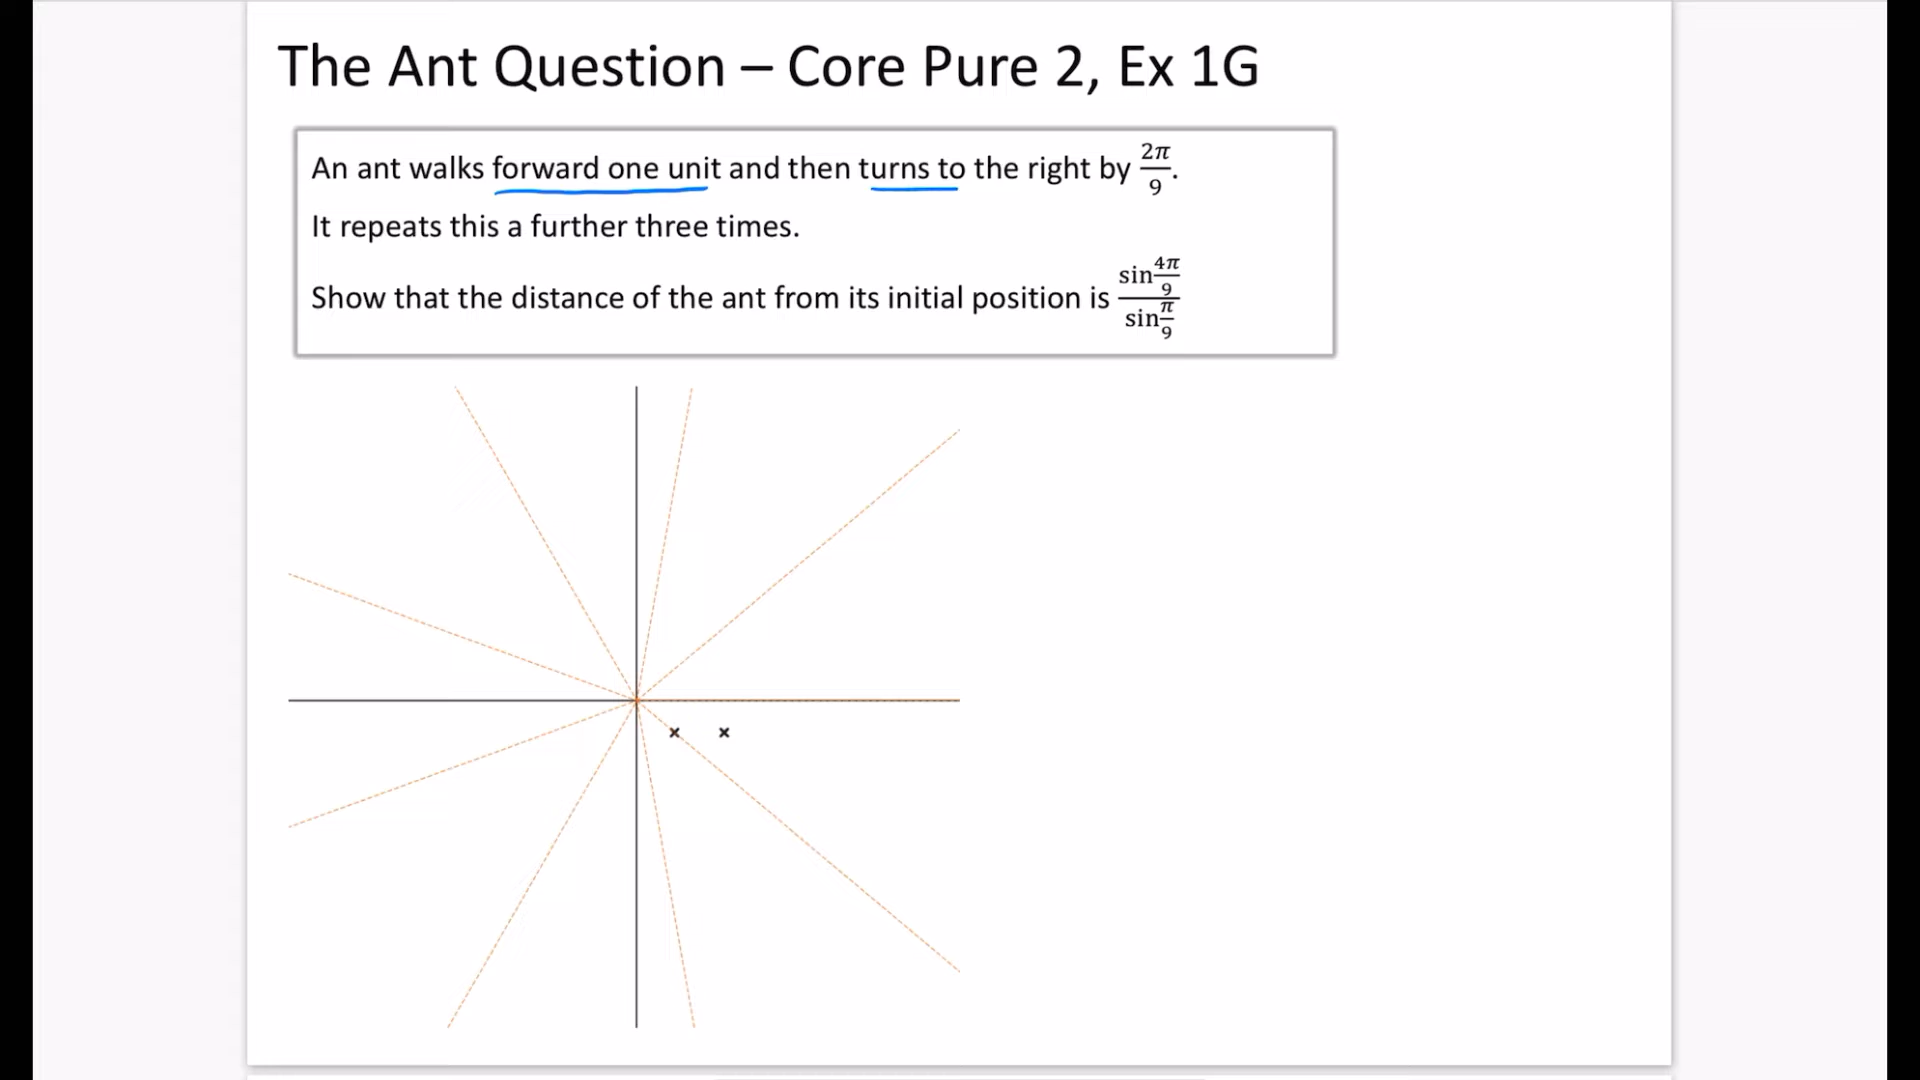 The Ant Question – Core Pure 2, Ex 1G
An ant walks forward one unit and then turns to the right by 2π/9.
It repeats this a further three times.
Show that the distance of the ant from its initial position is sin 4π/9 / sin π/9